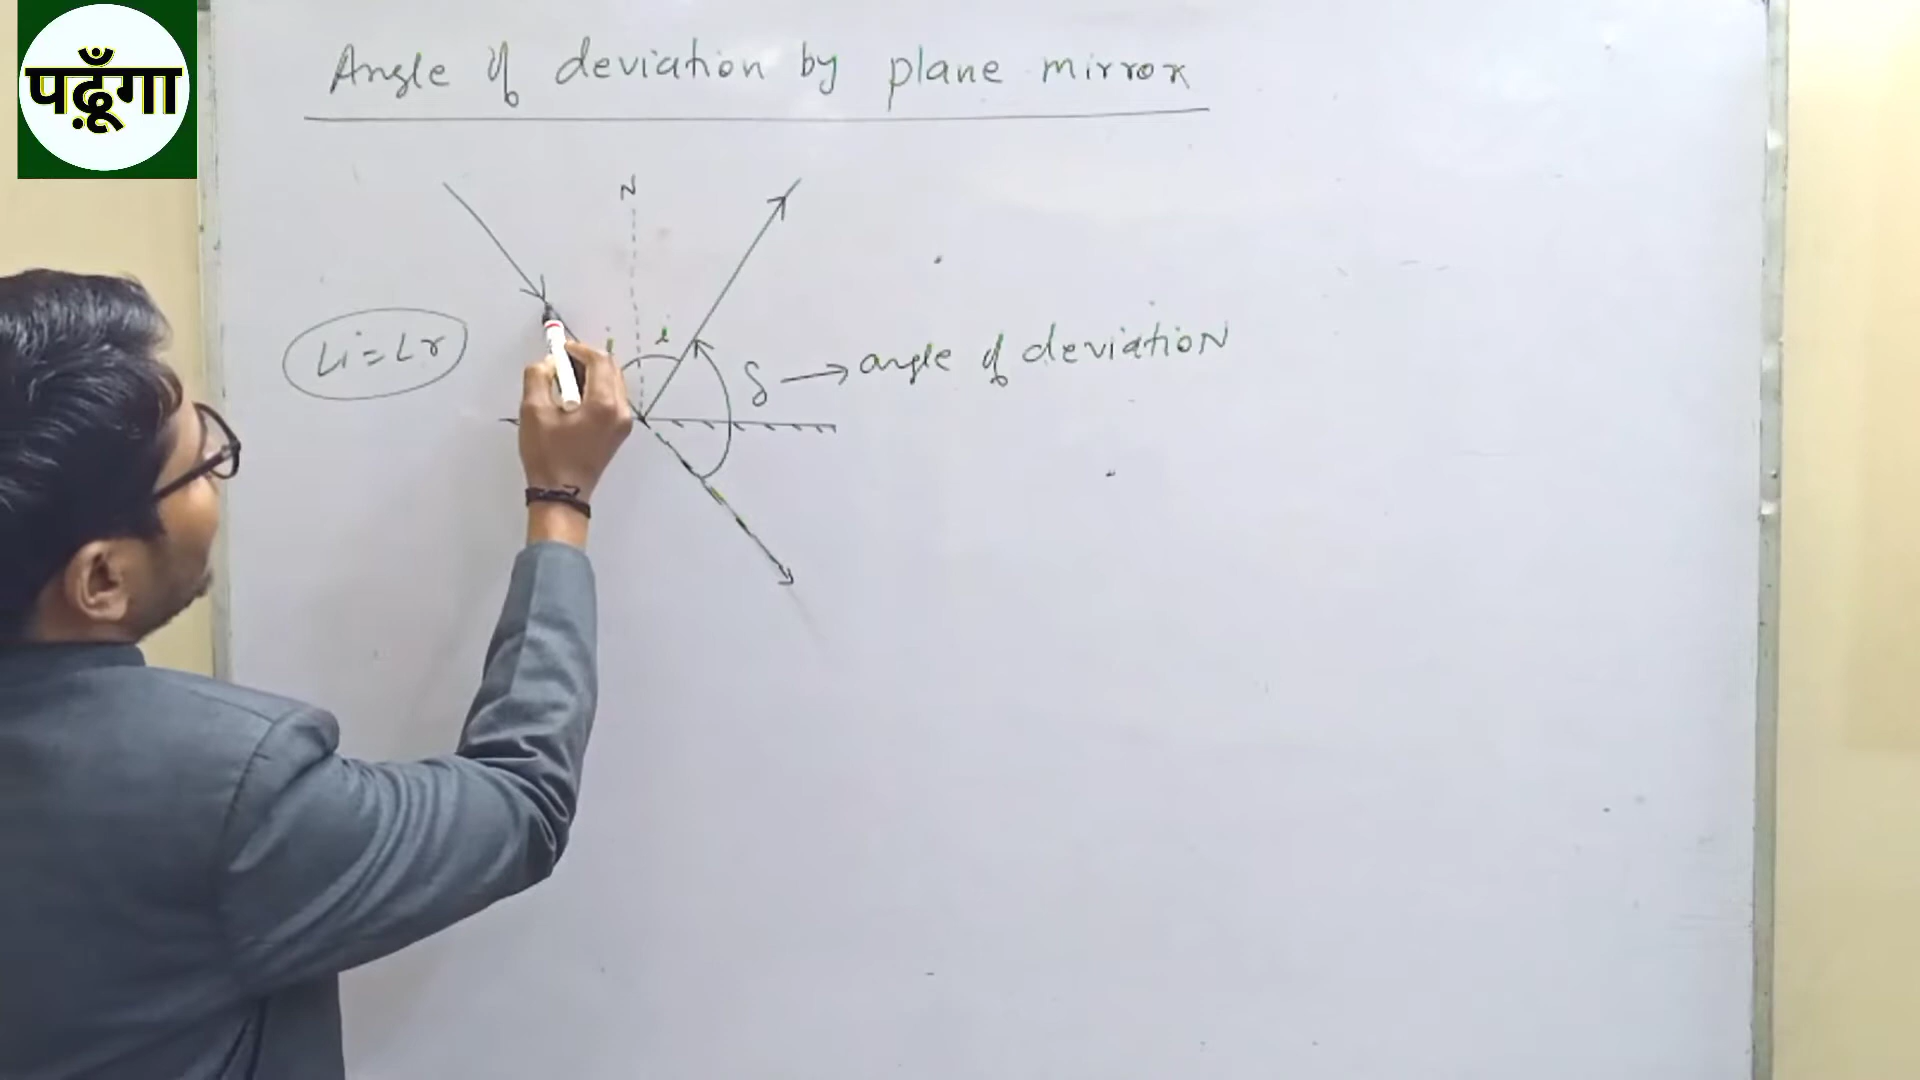 पढ़ूँगा
Angle of deviation by plane mirror
N
i i
∠i = ∠r
δ → angle of deviation